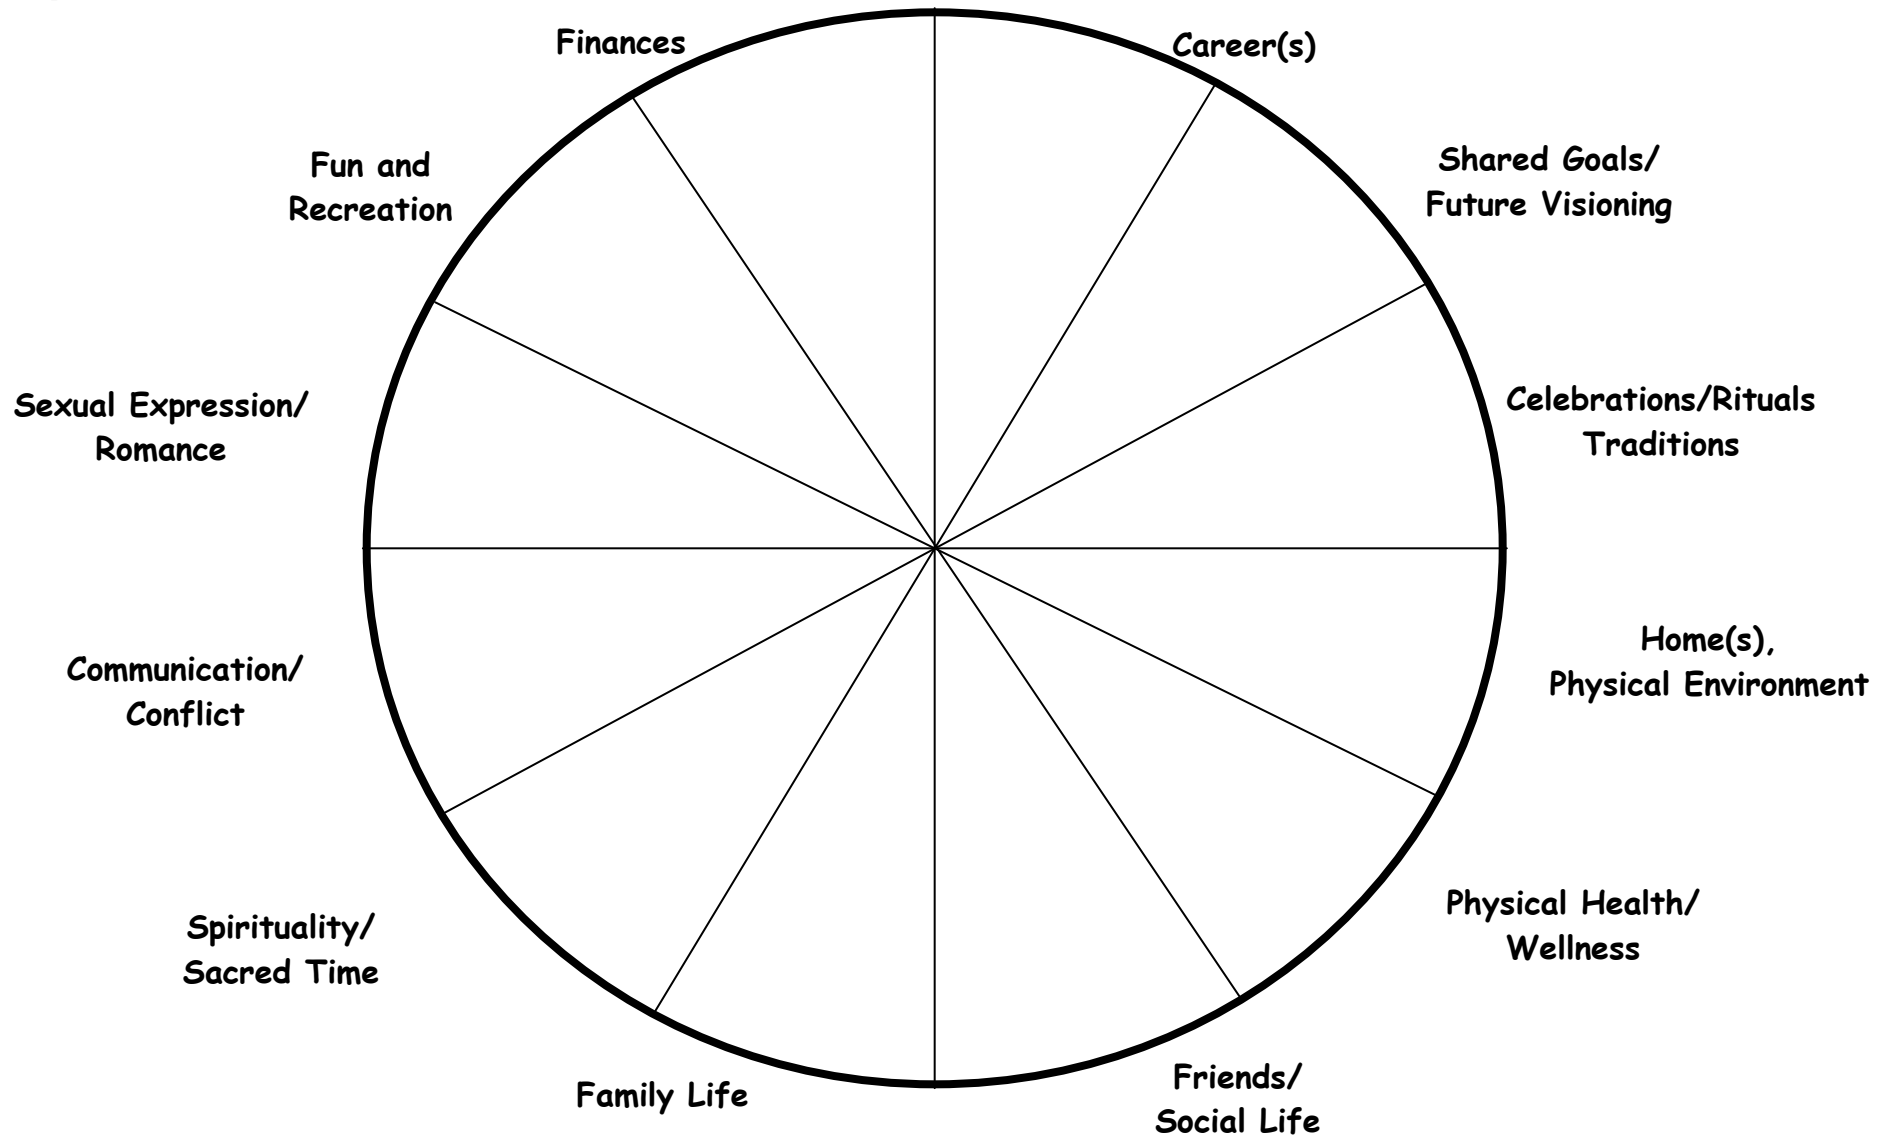 Finances
Career(s)
Fun and
Recreation
Shared Goals/
Future Visioning
Sexual Expression/
Romance
Celebrations/Rituals
Traditions
Communication/
Conflict
Home(s),
Physical Environment
Spirituality/
Sacred Time
Physical Health/
Wellness
Family Life
Friends/
Social Life